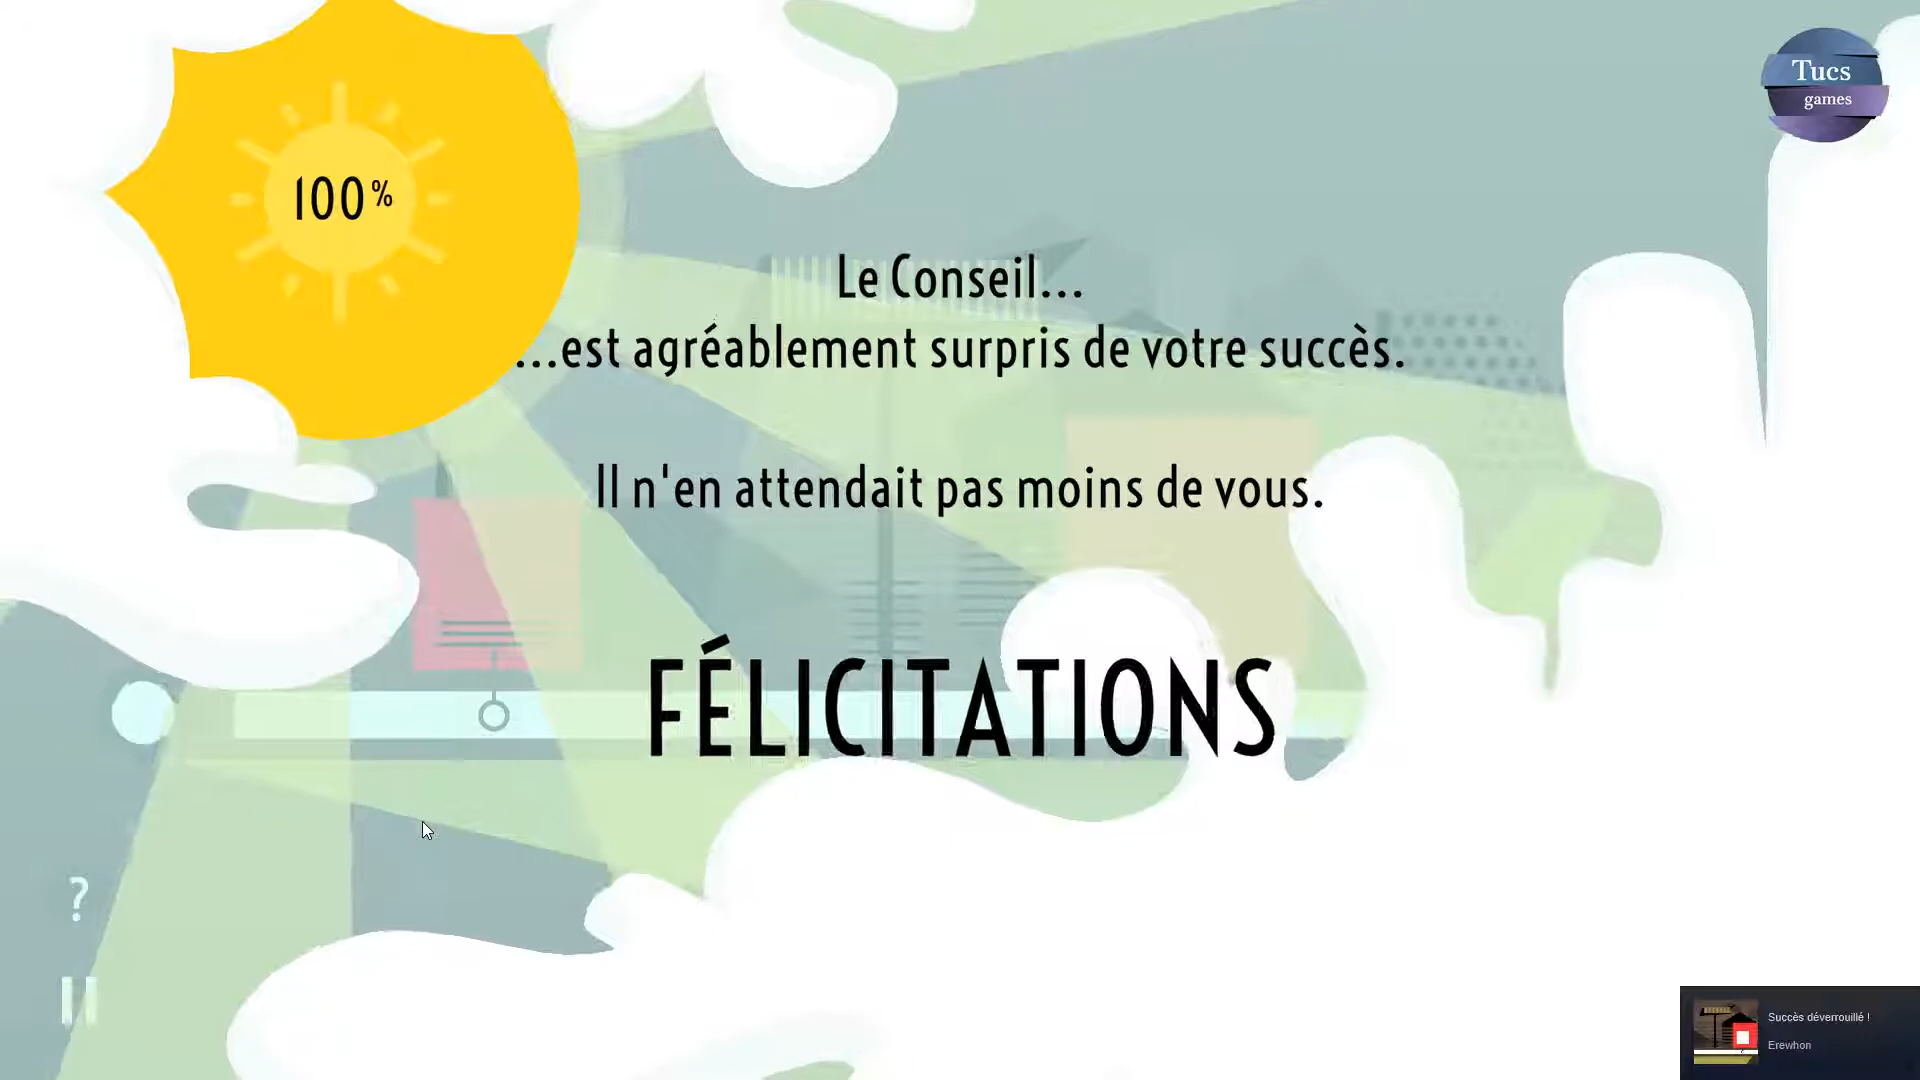 100%
Tucs
games
Le Conseil...
...est agréablement surpris de votre succès.
Il n'en attendait pas moins de vous.
FÉLICITATIONS
?
Succès déverrouillé !
Erewhon